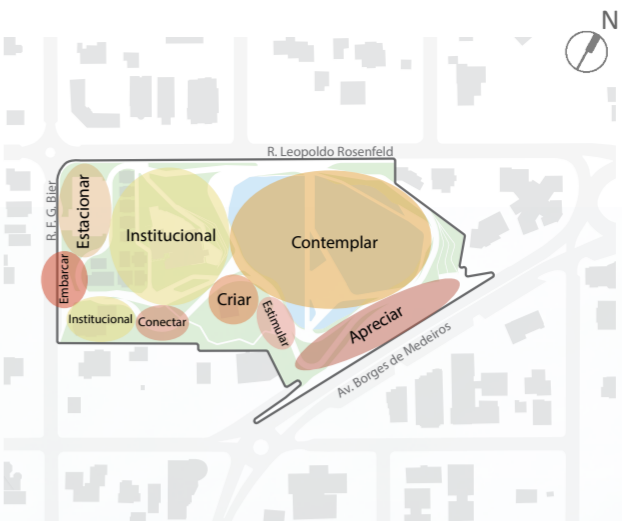 N
R. Leopoldo Rosenfeld
R. F. G. Bier
Estacionar
Institucional
Contemplar
Embarcar
Criar
Institucional
Conectar
Estimular
Apreciar
Av. Borges de Medeiros